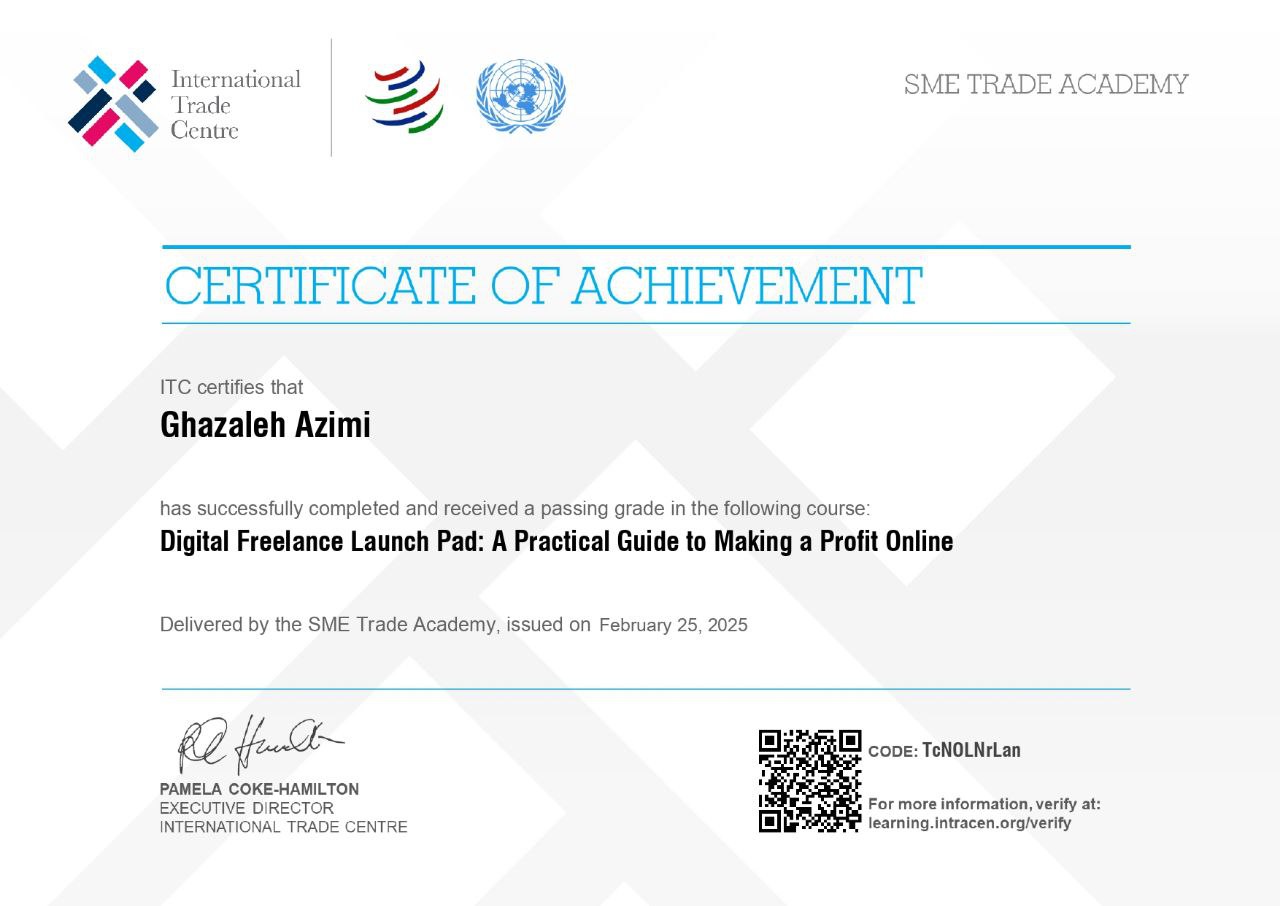 International
Trade
Centre
SME TRADE ACADEMY
CERTIFICATE OF ACHIEVEMENT
ITC certifies that
Ghazaleh Azimi
has successfully completed and received a passing grade in the following course:
Digital Freelance Launch Pad: A Practical Guide to Making a Profit Online
Delivered by the SME Trade Academy, issued on February 25, 2025
PAMELA COKE-HAMILTON
EXECUTIVE DIRECTOR
INTERNATIONAL TRADE CENTRE
CODE: TcNOLNrLan
For more information, verify at:
learning.intracen.org/verify